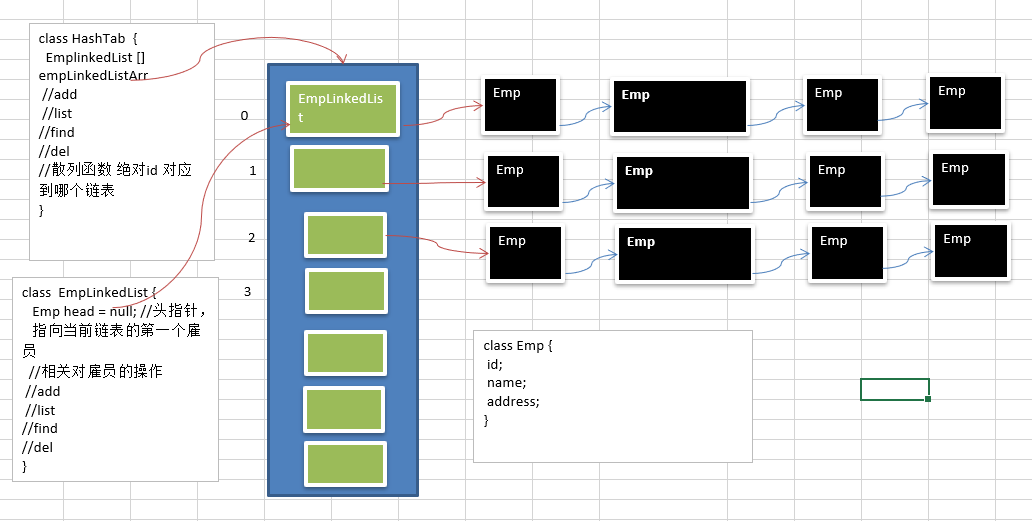 class HashTab  {
EmplinkedList []
empLinkedListArr
//add
//list
//find
//del
//散列函数 绝对id 对应
到哪个链表
}
class  EmpLinkedList {
Emp head = null; //头指针，
指向当前链表的第一个雇
员
//相关对雇员的操作
//add
//list
//find
//del
}
0
1
2
3
EmpLinkedLis
t
Emp
Emp
Emp
Emp
Emp
Emp
Emp
Emp
Emp
Emp
Emp
Emp
class Emp {
id;
name;
address;
}